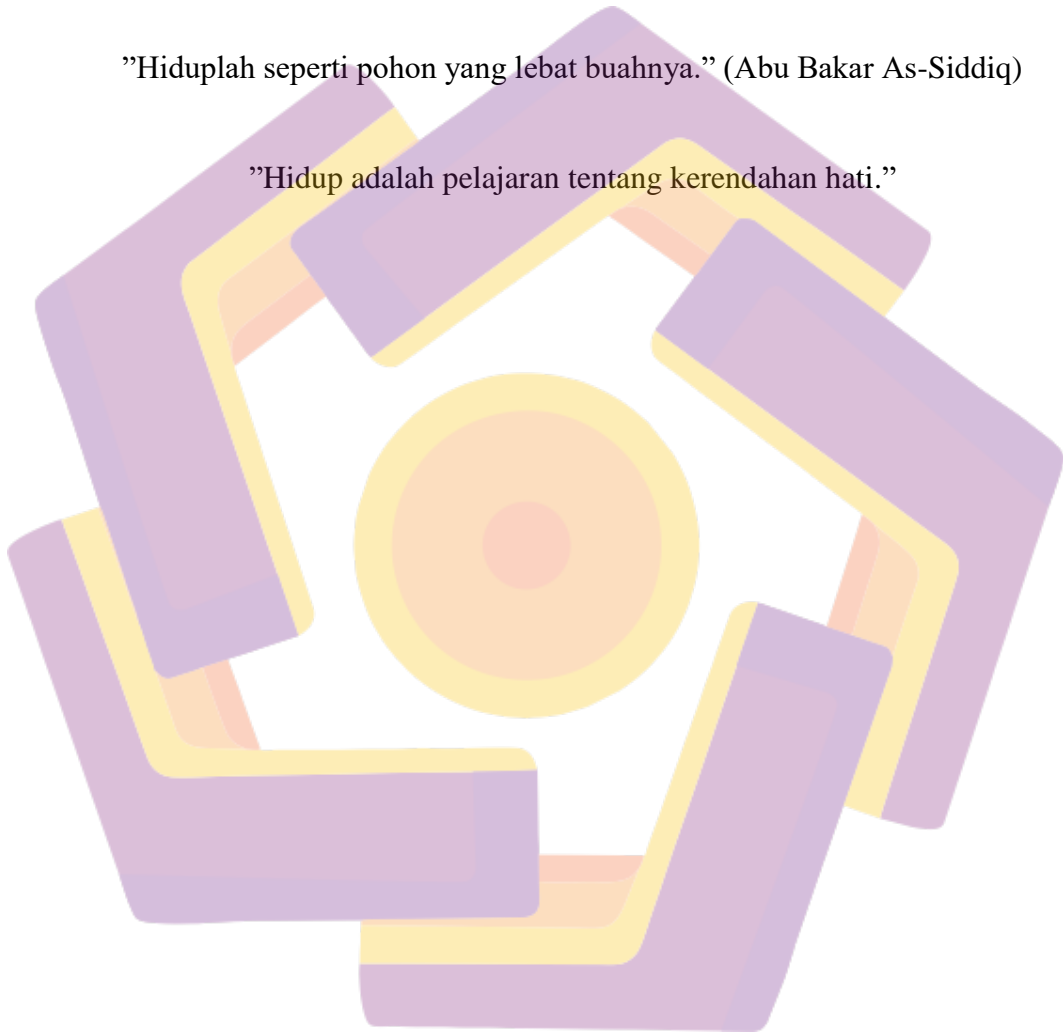 ”Hiduplah seperti pohon yang lebat buahnya.” (Abu Bakar As-Siddiq)
”Hidup adalah pelajaran tentang kerendahan hati.”